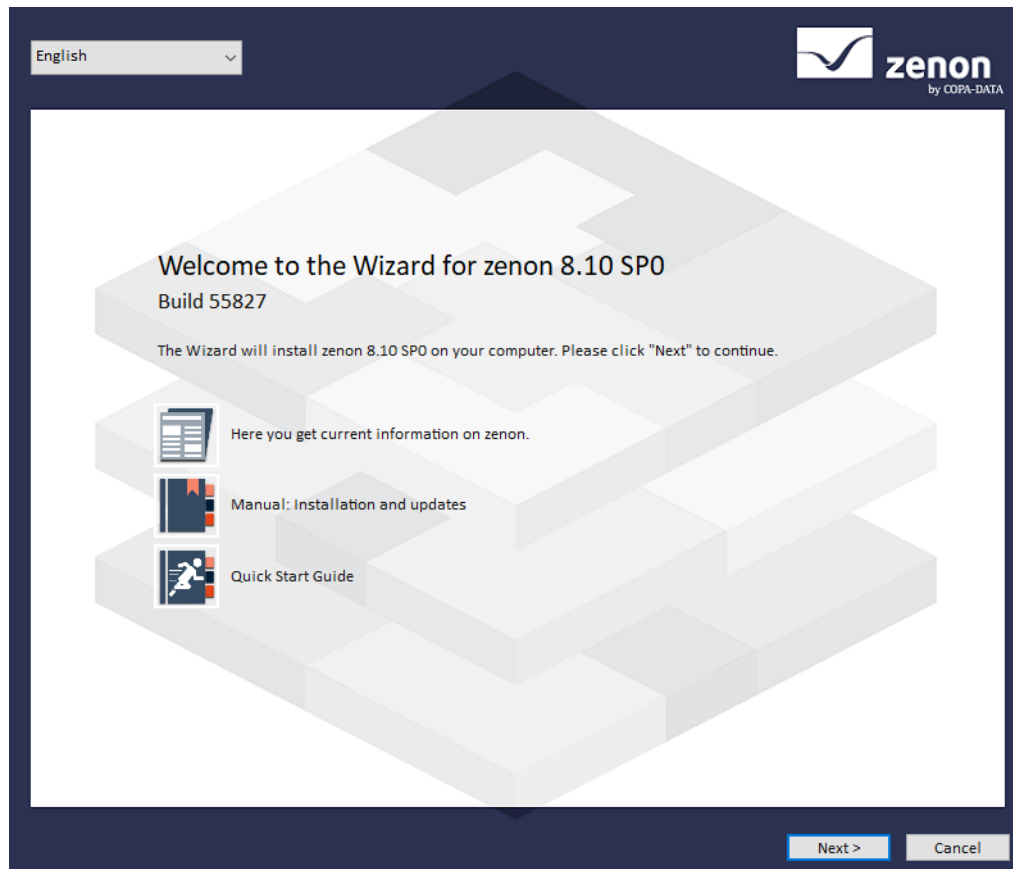 English
zenon
by COPA-DATA
Welcome to the Wizard for zenon 8.10 SP0
Build 55827
The Wizard will install zenon 8.10 SP0 on your computer. Please click "Next" to continue.
Here you get current information on zenon.
Manual: Installation and updates
Quick Start Guide
Next >
Cancel